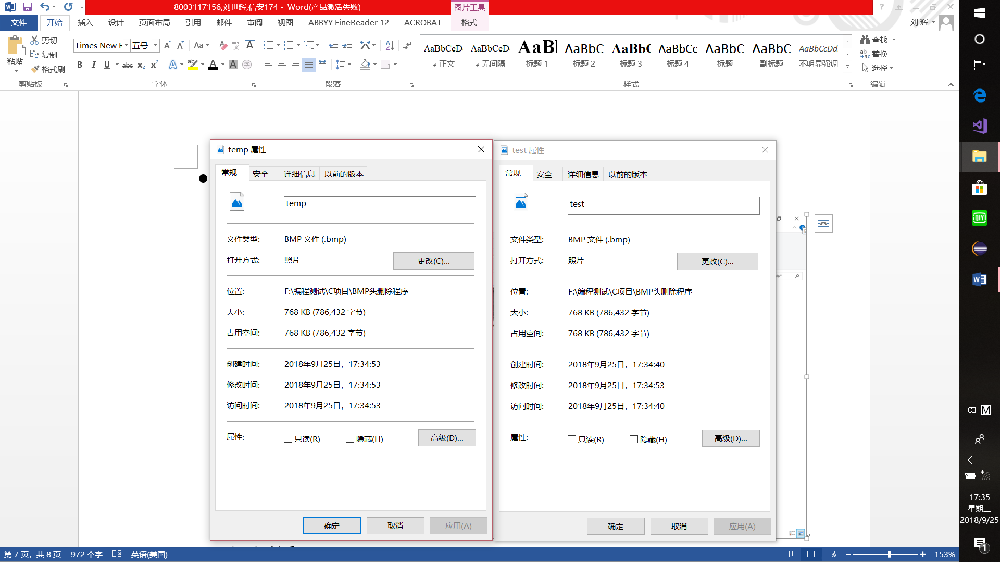 8003117156,刘世辉,信安174 - Word(产品激活失败)
图片工具
文件 开始 插入 设计 页面布局 引用 邮件 审阅 视图 ABBYY FineReader 12 ACROBAT 格式
刘 辉
粘贴
剪切
复制
格式刷
剪贴板
Times New R 五号
字体
段落
AaBbCcD AaBbCcD AaBl AaBbC AaBb( AaBbCc AaBbC AaBbC AaBbCcDd
正文 无间隔 标题 1 标题 2 标题 3 标题 4 标题 副标题 不明显强调
样式
查找
替换
选择
编辑
temp 属性
常规 安全 详细信息 以前的版本
temp
文件类型: BMP 文件 (.bmp)
打开方式: 照片 更改(C)...
位置: F:\编程测试\C项目\BMP头删除程序
大小: 768 KB (786,432 字节)
占用空间: 768 KB (786,432 字节)
创建时间: 2018年9月25日，17:34:53
修改时间: 2018年9月25日，17:34:53
访问时间: 2018年9月25日，17:34:53
属性: 只读(R) 隐藏(H) 高级(D)...
确定 取消 应用(A)
test 属性
常规 安全 详细信息 以前的版本
test
文件类型: BMP 文件 (.bmp)
打开方式: 照片 更改(C)...
位置: F:\编程测试\C项目\BMP头删除程序
大小: 768 KB (786,432 字节)
占用空间: 768 KB (786,432 字节)
创建时间: 2018年9月25日，17:34:40
修改时间: 2018年9月25日，17:34:53
访问时间: 2018年9月25日，17:34:40
属性: 只读(R) 隐藏(H) 高级(D)...
确定 取消 应用(A)
第 7 页，共 8 页 972 个字 英语(美国)
153%
QIY
CH M
17:35
星期二
2018/9/25
1